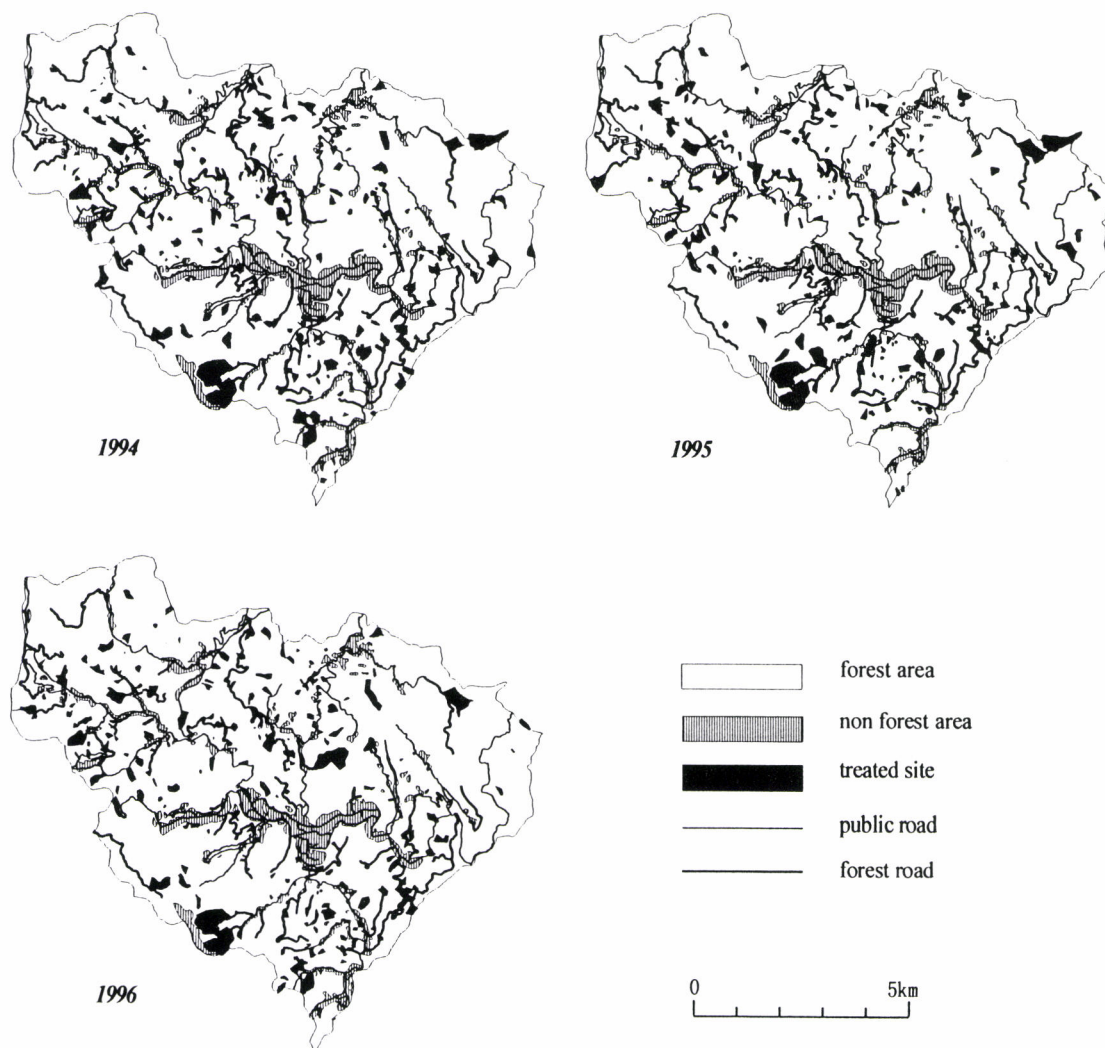 1994
1995
1996
forest area
non forest area
treated site
public road
forest road
0 5km